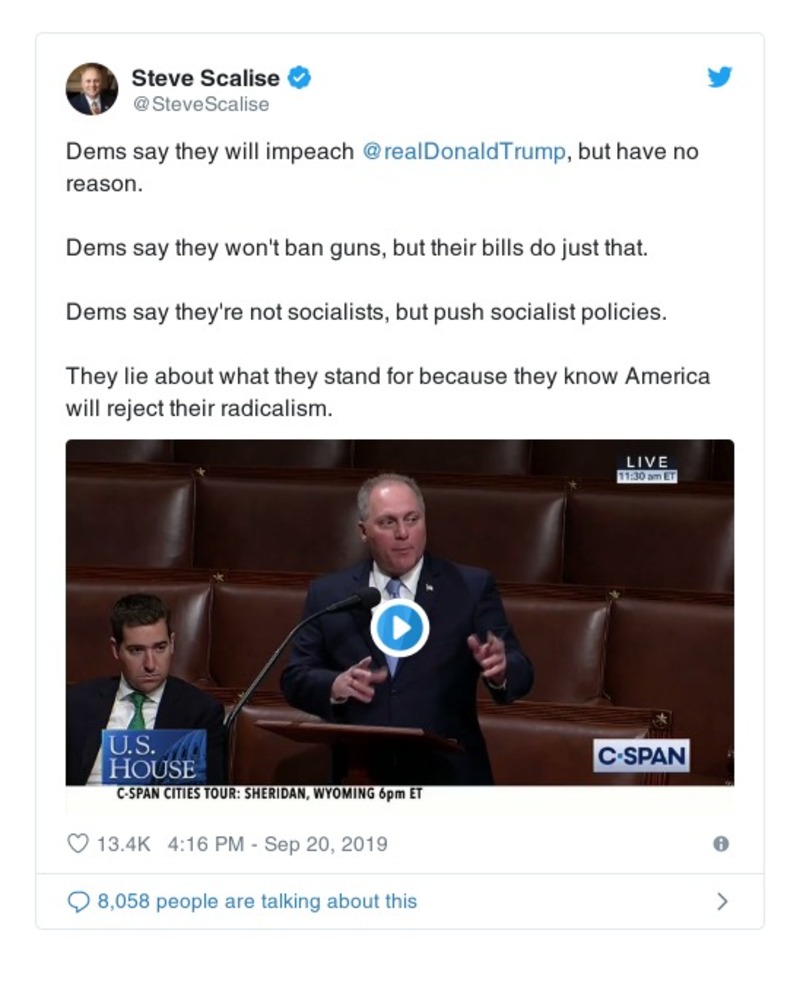 Steve Scalise
@SteveScalise
Dems say they will impeach @realDonaldTrump, but have no
reason.
Dems say they won't ban guns, but their bills do just that.
Dems say they're not socialists, but push socialist policies.
They lie about what they stand for because they know America
will reject their radicalism.
LIVE
11:30 am ET
U.S.
HOUSE
C-SPAN
C-SPAN CITIES TOUR: SHERIDAN, WYOMING 6pm ET
13.4K 4:16 PM - Sep 20, 2019
8,058 people are talking about this